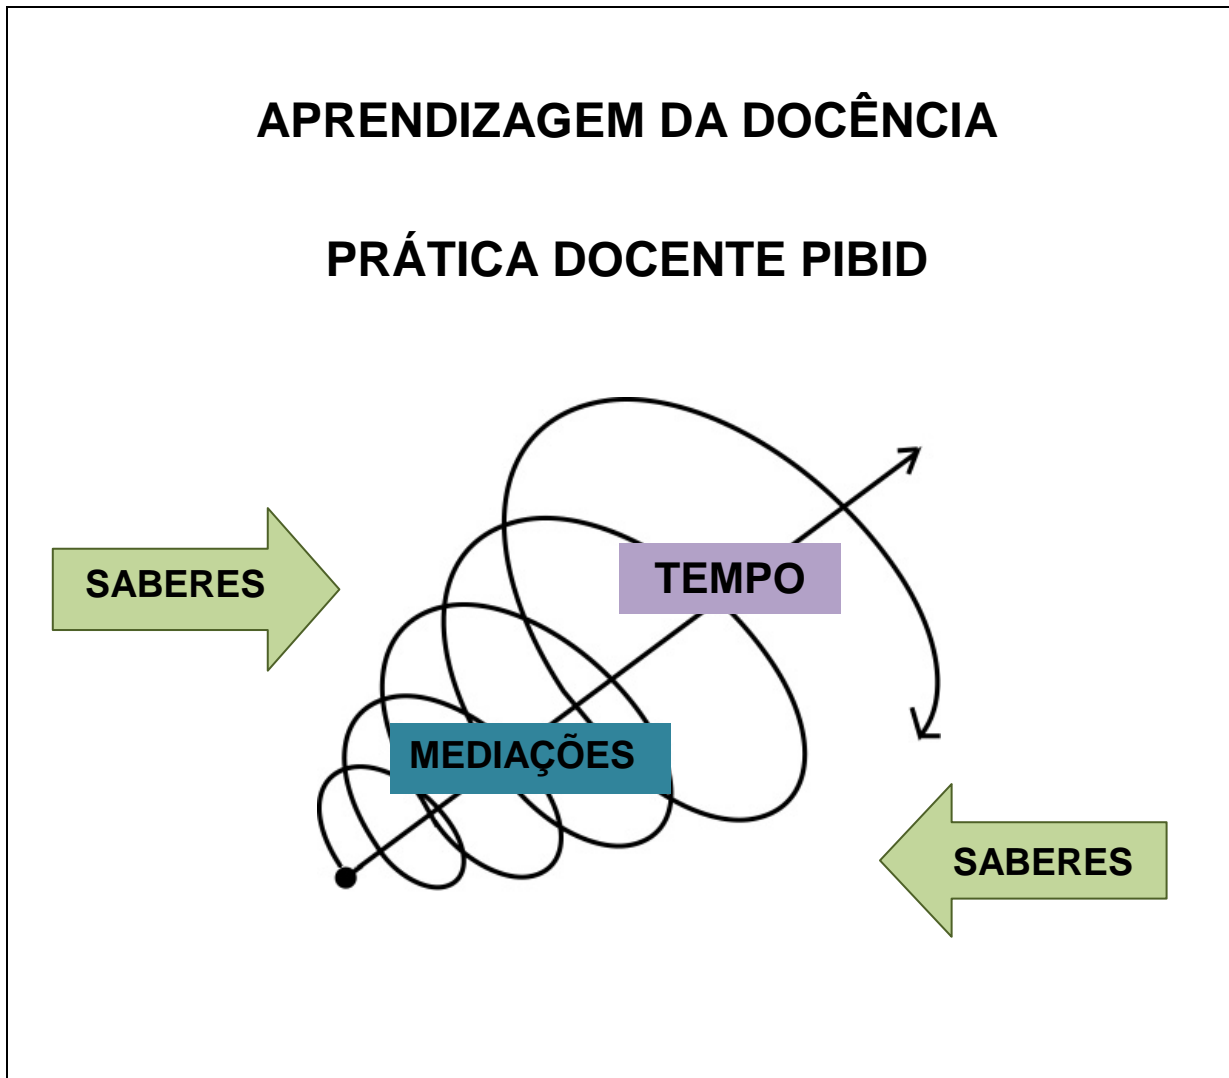 APRENDIZAGEM DA DOCÊNCIA
PRÁTICA DOCENTE PIBID
SABERES
TEMPO
MEDIAÇÕES
SABERES